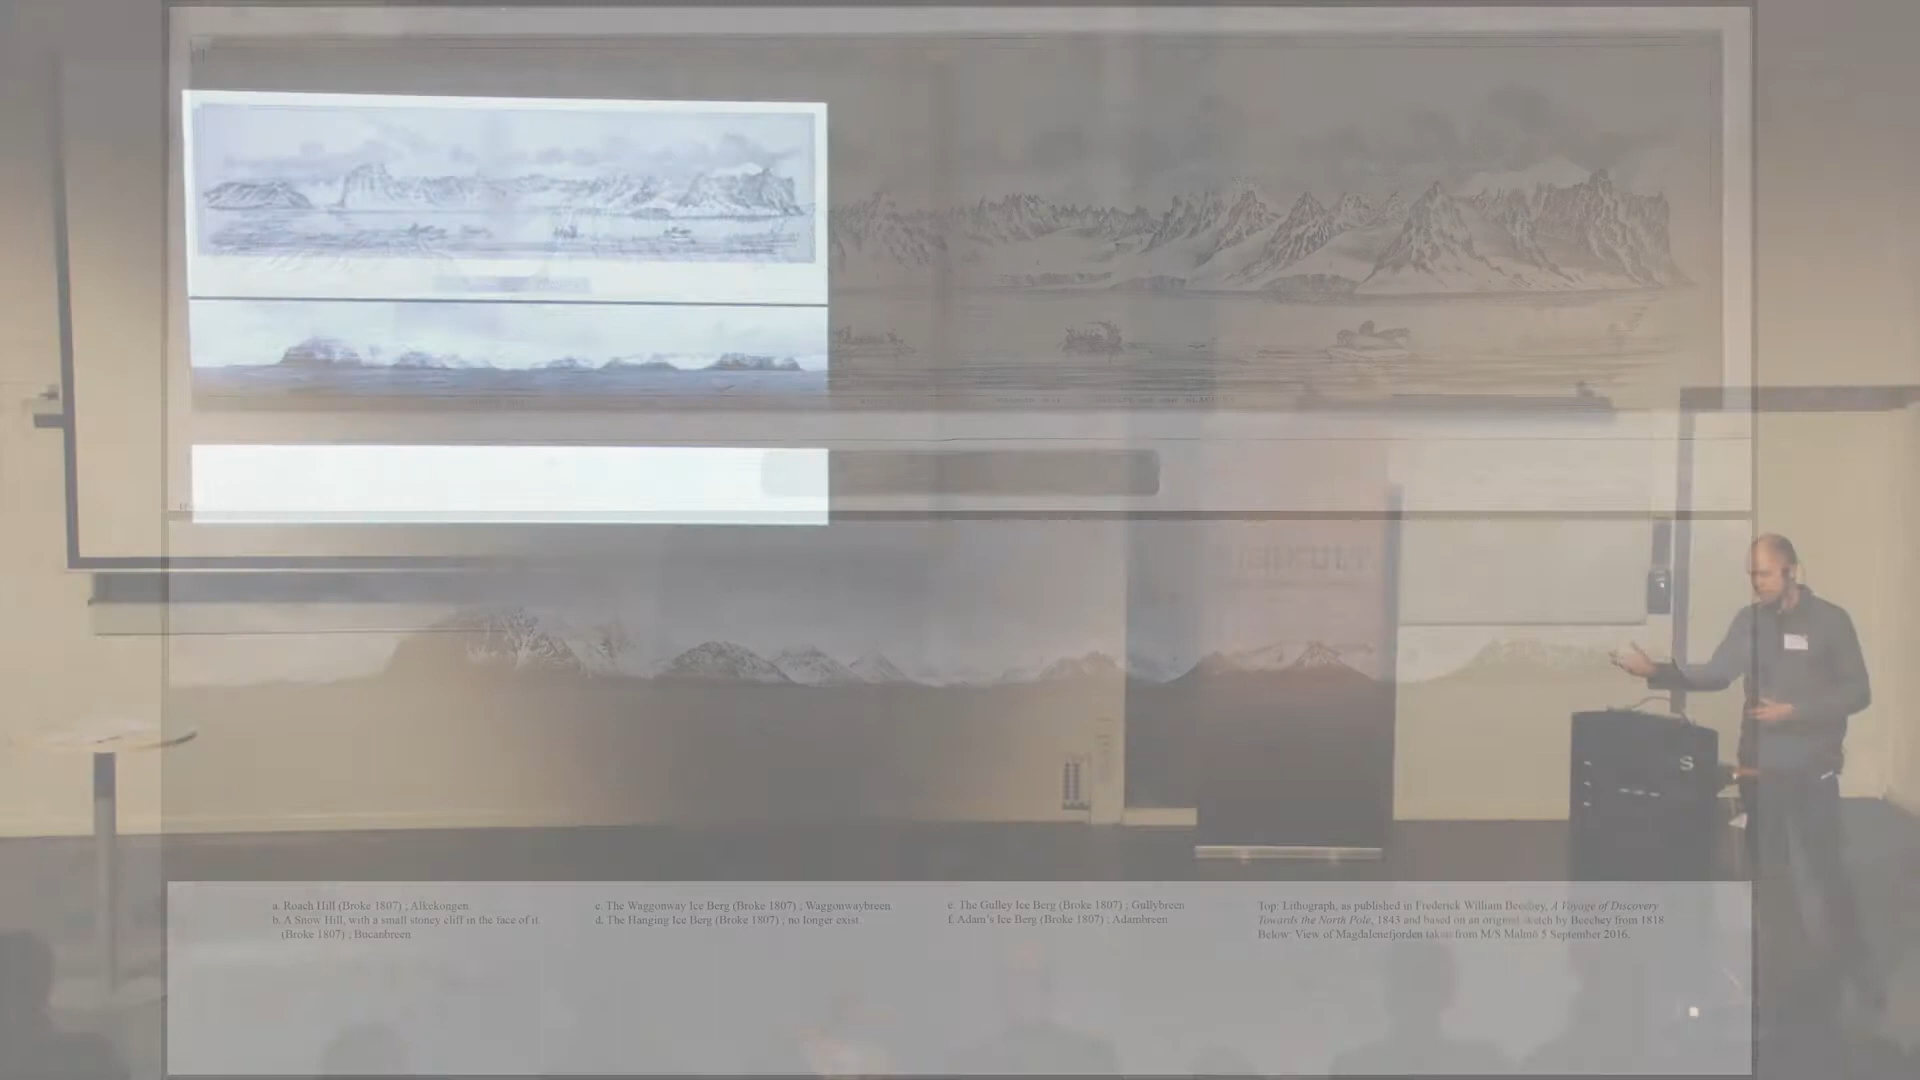 a. Roach Hill (Broke 1807) ; Alkekongen
b. A Snow Hill, with a small stoney cliff in the face of it.
(Broke 1807) ; Bucanbreen
c. The Waggonway Ice Berg (Broke 1807) ; Waggonwaybreen
d. The Hanging Ice Berg (Broke 1807) ; no longer exist
e. The Gulley Ice Berg (Broke 1807) ; Gullybreen
f. Adam's Ice Berg (Broke 1807) ; Adambreen
Top: Lithograph, as published in Frederick William Beechey, A Voyage of Discovery
Towards the North Pole, 1843 and based on an original sketch by Beechey from 1818
Below: View of Magdalenefjorden taken from M/S Malmö 5 September 2016.
S